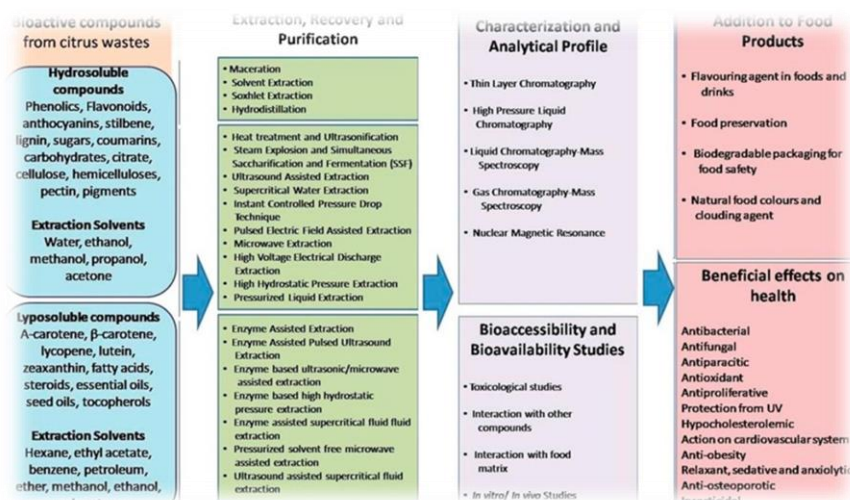 Bioactive compounds
from citrus wastes
Hydrosoluble
compounds
Phenolics, Flavonoids,
anthocyanins, stilbene,
lignin, sugars, coumarins,
carbohydrates, citrate,
cellulose, hemicelluloses,
pectin, pigments
Extraction Solvents
Water, ethanol,
methanol, propanol,
acetone
Lyposoluble compounds
A-carotene, β-carotene,
lycopene, lutein,
zeaxanthin, fatty acids,
steroids, essential oils,
seed oils, tocopherols
Extraction Solvents
Hexane, ethyl acetate,
benzene, petroleum,
ether, methanol, ethanol,
Extraction, Recovery and
Purification
• Maceration
• Solvent Extraction
• Soxhlet Extraction
• Hydrodistillation
• Heat treatment and Ultrasonification
• Steam Explosion and Simultaneous
Saccharification and Fermentation (SSF)
• Ultrasound Assisted Extraction
• Supercritical Water Extraction
• Instant Controlled Pressure Drop
Technique
• Pulsed Electric Field Assisted Extraction
• Microwave Extraction
• High Voltage Electrical Discharge
Extraction
• High Hydrostatic Pressure Extraction
• Pressurized Liquid Extraction
• Enzyme Assisted Extraction
• Enzyme Assisted Pulsed Ultrasound
Extraction
• Enzyme based ultrasonic/microwave
assisted extraction
• Enzyme based high hydrostatic
pressure extraction
• Enzyme assisted supercritical fluid fluid
extraction
• Pressurized solvent free microwave
assisted extraction
• Ultrasound assisted supercritical fluid
extraction
Characterization and
Analytical Profile
• Thin Layer Chromatography
• High Pressure Liquid
Chromatography
• Liquid Chromatography-Mass
Spectroscopy
• Gas Chromatography-Mass
Spectroscopy
• Nuclear Magnetic Resonance
Bioaccessibility and
Bioavailability Studies
• Toxicological studies
• Interaction with other
compounds
• Interaction with food
matrix
• In vitro/ In vivo Studies
Addition to Food
Products
• Flavouring agent in foods and
drinks
• Food preservation
• Biodegradable packaging for
food safety
• Natural food colours and
clouding agent
Beneficial effects on
health
Antibacterial
Antifungal
Antiparacitic
Antioxidant
Antiproliferative
Protection from UV
Hypocholesterolemic
Action on cardiovascular system
Anti-obesity
Relaxant, sedative and anxiolytic
Anti-osteoporotic